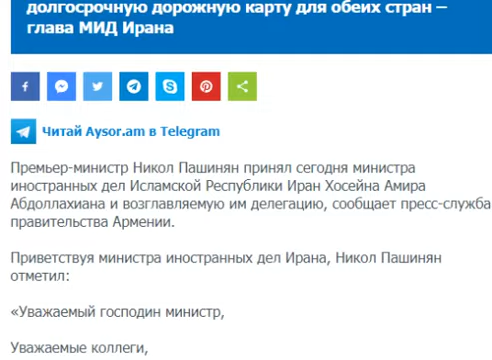 долгосрочную дорожную карту для обеих стран –
глава МИД Ирана
Читай Aysor.am в Telegram
Премьер-министр Никол Пашинян принял сегодня министра
иностранных дел Исламской Республики Иран Хосейна Амира
Абдоллахиана и возглавляемую им делегацию, сообщает пресс-служба
правительства Армении.
Приветствуя министра иностранных дел Ирана, Никол Пашинян
отметил:
«Уважаемый господин министр,
Уважаемые коллеги,